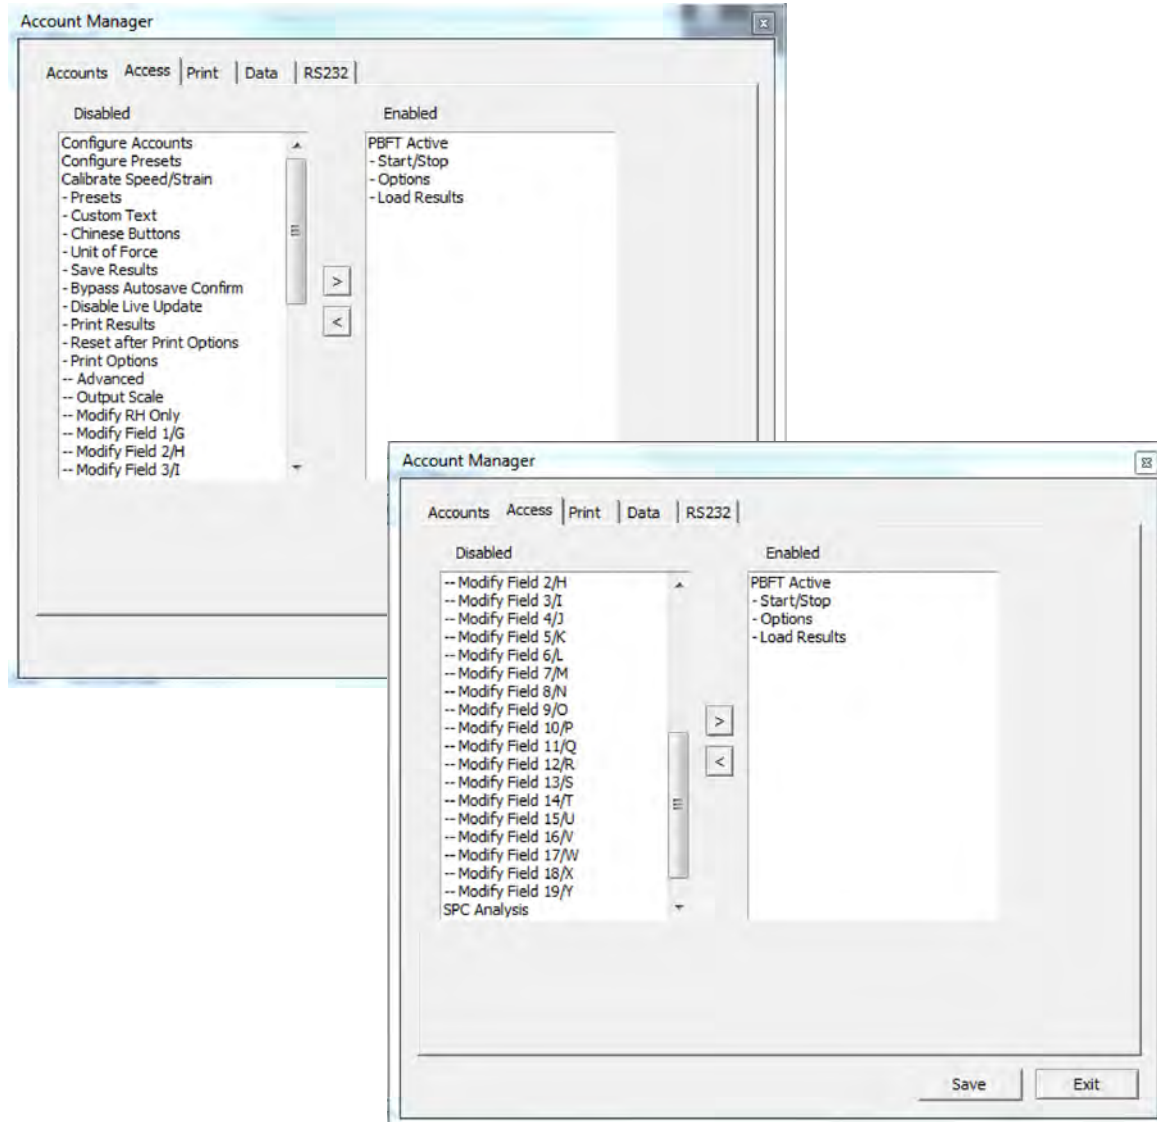 Account Manager
Accounts Access Print Data RS232
Disabled Enabled
Configure Accounts
Configure Presets
Calibrate Speed/Strain
- Presets
- Custom Text
- Chinese Buttons
- Unit of Force
- Save Results
- Bypass Autosave Confirm
- Disable Live Update
- Print Results
- Reset after Print Options
- Print Options
-- Advanced
-- Output Scale
-- Modify RH Only
-- Modify Field 1/G
-- Modify Field 2/H
-- Modify Field 3/I
>
<
PBFT Active
- Start/Stop
- Options
- Load Results
Account Manager
Accounts Access Print Data RS232
Disabled Enabled
-- Modify Field 2/H
-- Modify Field 3/I
-- Modify Field 4/J
-- Modify Field 5/K
-- Modify Field 6/L
-- Modify Field 7/M
-- Modify Field 8/N
-- Modify Field 9/O
-- Modify Field 10/P
-- Modify Field 11/Q
-- Modify Field 12/R
-- Modify Field 13/S
-- Modify Field 14/T
-- Modify Field 15/U
-- Modify Field 16/V
-- Modify Field 17/W
-- Modify Field 18/X
-- Modify Field 19/Y
SPC Analysis
>
<
PBFT Active
- Start/Stop
- Options
- Load Results
Save Exit